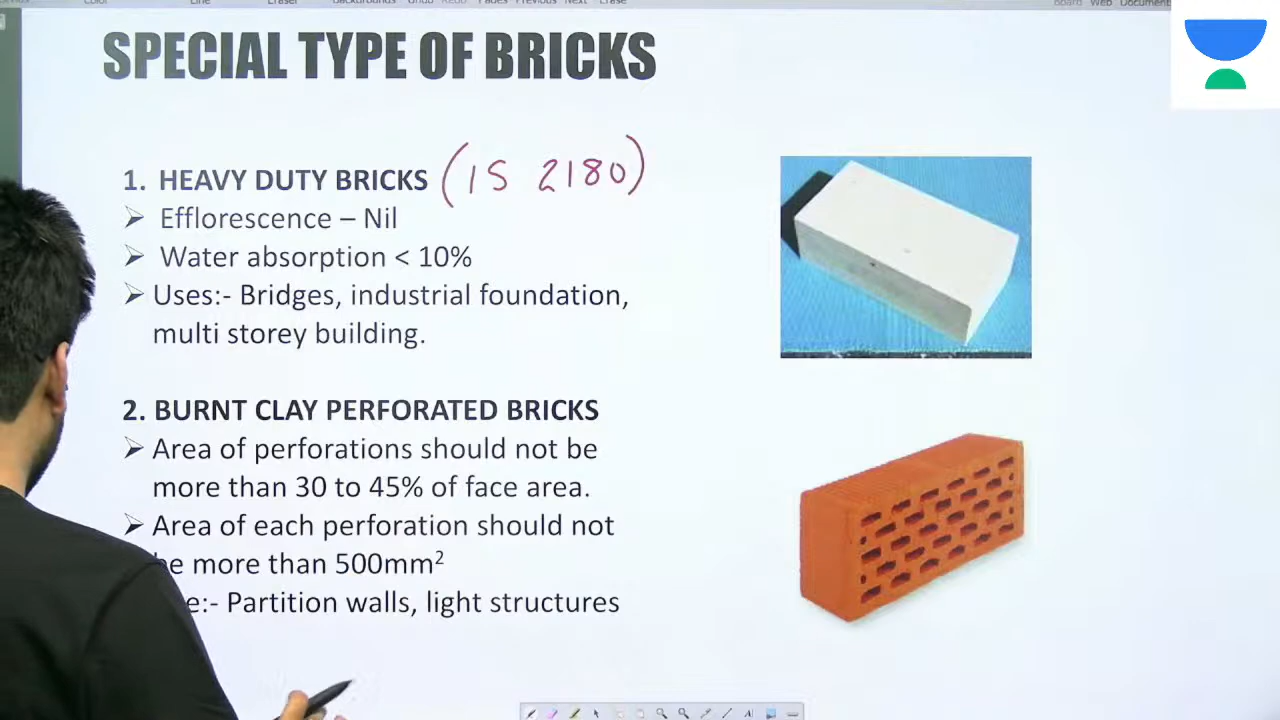 SPECIAL TYPE OF BRICKS
1. HEAVY DUTY BRICKS (IS 2180)
➢ Efflorescence – Nil
➢ Water absorption < 10%
➢ Uses:- Bridges, industrial foundation,
multi storey building.
2. BURNT CLAY PERFORATED BRICKS
➢ Area of perforations should not be
more than 30 to 45% of face area.
➢ Area of each perforation should not
be more than 500mm²
e:- Partition walls, light structures